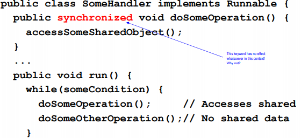 public class SomeHandler implements Runnable {
public synchronized void doSomeOperation() {
accessSomeSharedObject();
}
...
public void run() {
while(someCondition) {
doSomeOperation(); // Accesses shared
doSomeOtherOperation();// No shared data
}